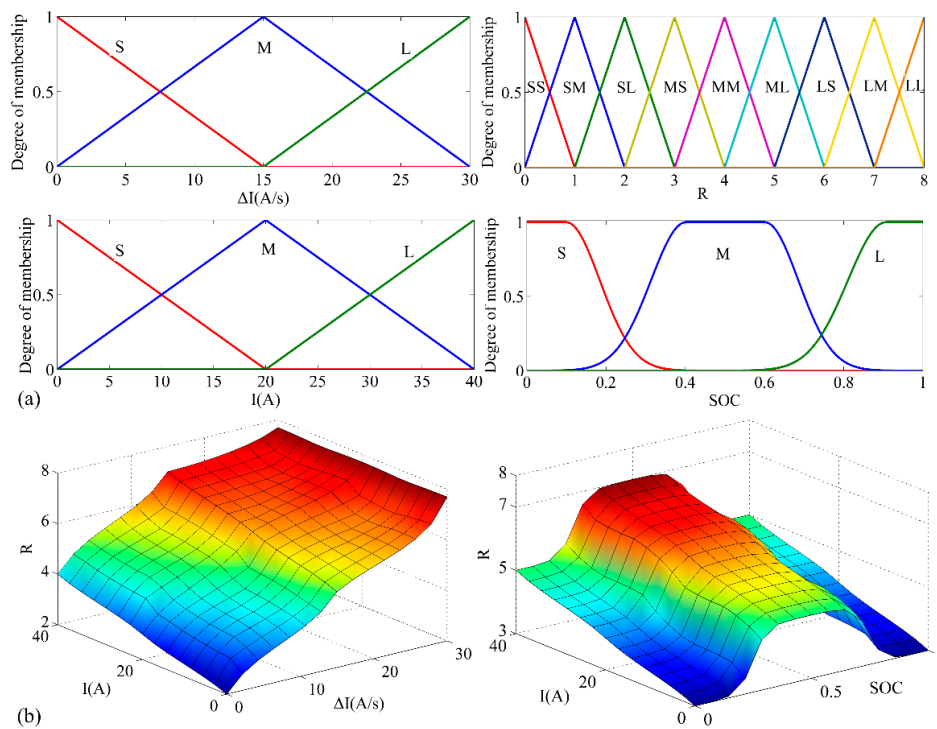 Degree of membership
1
0.5
0
S
M
L
0 5 10 15 20 25 30
ΔI(A/s)
Degree of membership
1
0.5
0
SS SM SL MS MM ML LS LM LL
0 1 2 3 4 5 6 7 8
R
Degree of membership
1
0.5
0
S
M
L
0 5 10 15 20 25 30 35 40
I(A)
Degree of membership
1
0.5
0
S
M
L
0 0.2 0.4 0.6 0.8 1
SOC
(a)
R
8
6
4
2
40
20
0
I(A)
0
10
20
30
ΔI(A/s)
R
8
7
5
3
40
20
0
I(A)
0
0.5
1
SOC
(b)